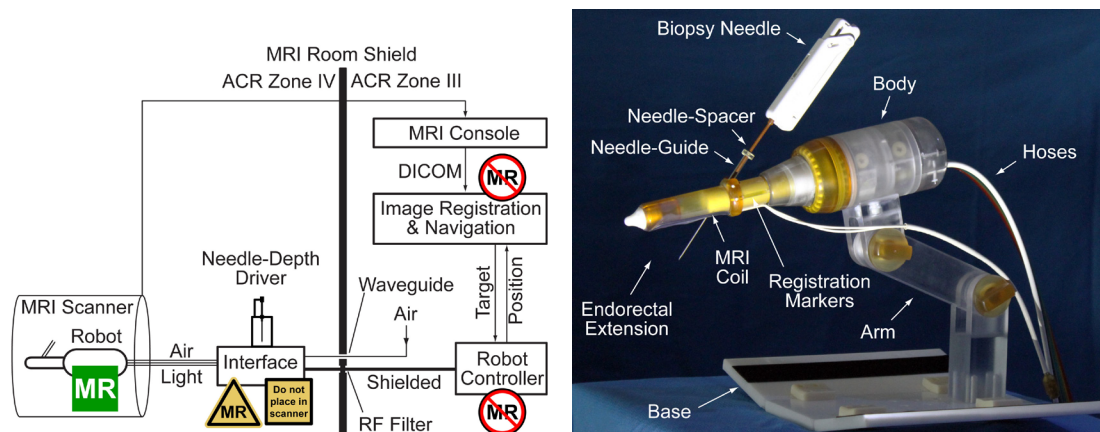 MRI Room Shield
ACR Zone IV
ACR Zone III
MRI Console
DICOM
MR
Image Registration
& Navigation
Needle-Depth
Driver
Waveguide
Air
Target
Position
MRI Scanner
Robot
MR
Air
Light
Interface
MR
Do not
place in
scanner
Shielded
RF Filter
Robot
Controller
MR
Biopsy Needle
Body
Needle-Spacer
Needle-Guide
Hoses
MRI
Coil
Registration
Markers
Endorectal
Extension
Arm
Base